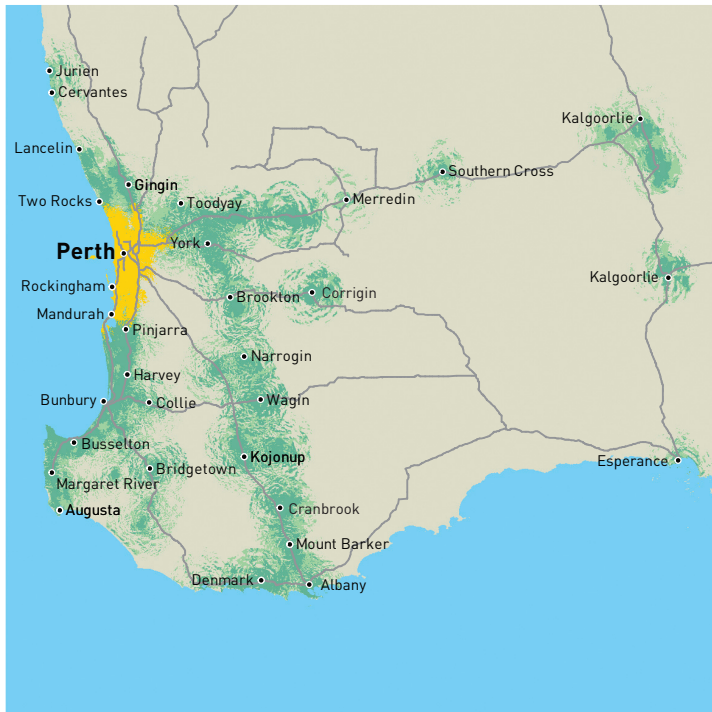 Jurien
Cervantes
Kalgoorlie
Lancelin
Southern Cross
Gingin
Two Rocks
Toodyay
Merredin
York
Perth
Kalgoorlie
Rockingham
Brookton
Corrigin
Mandurah
Pinjarra
Narrogin
Harvey
Bunbury
Collie
Wagin
Busselton
Kojonup
Esperance
Bridgetown
Margaret River
Augusta
Cranbrook
Mount Barker
Denmark
Albany